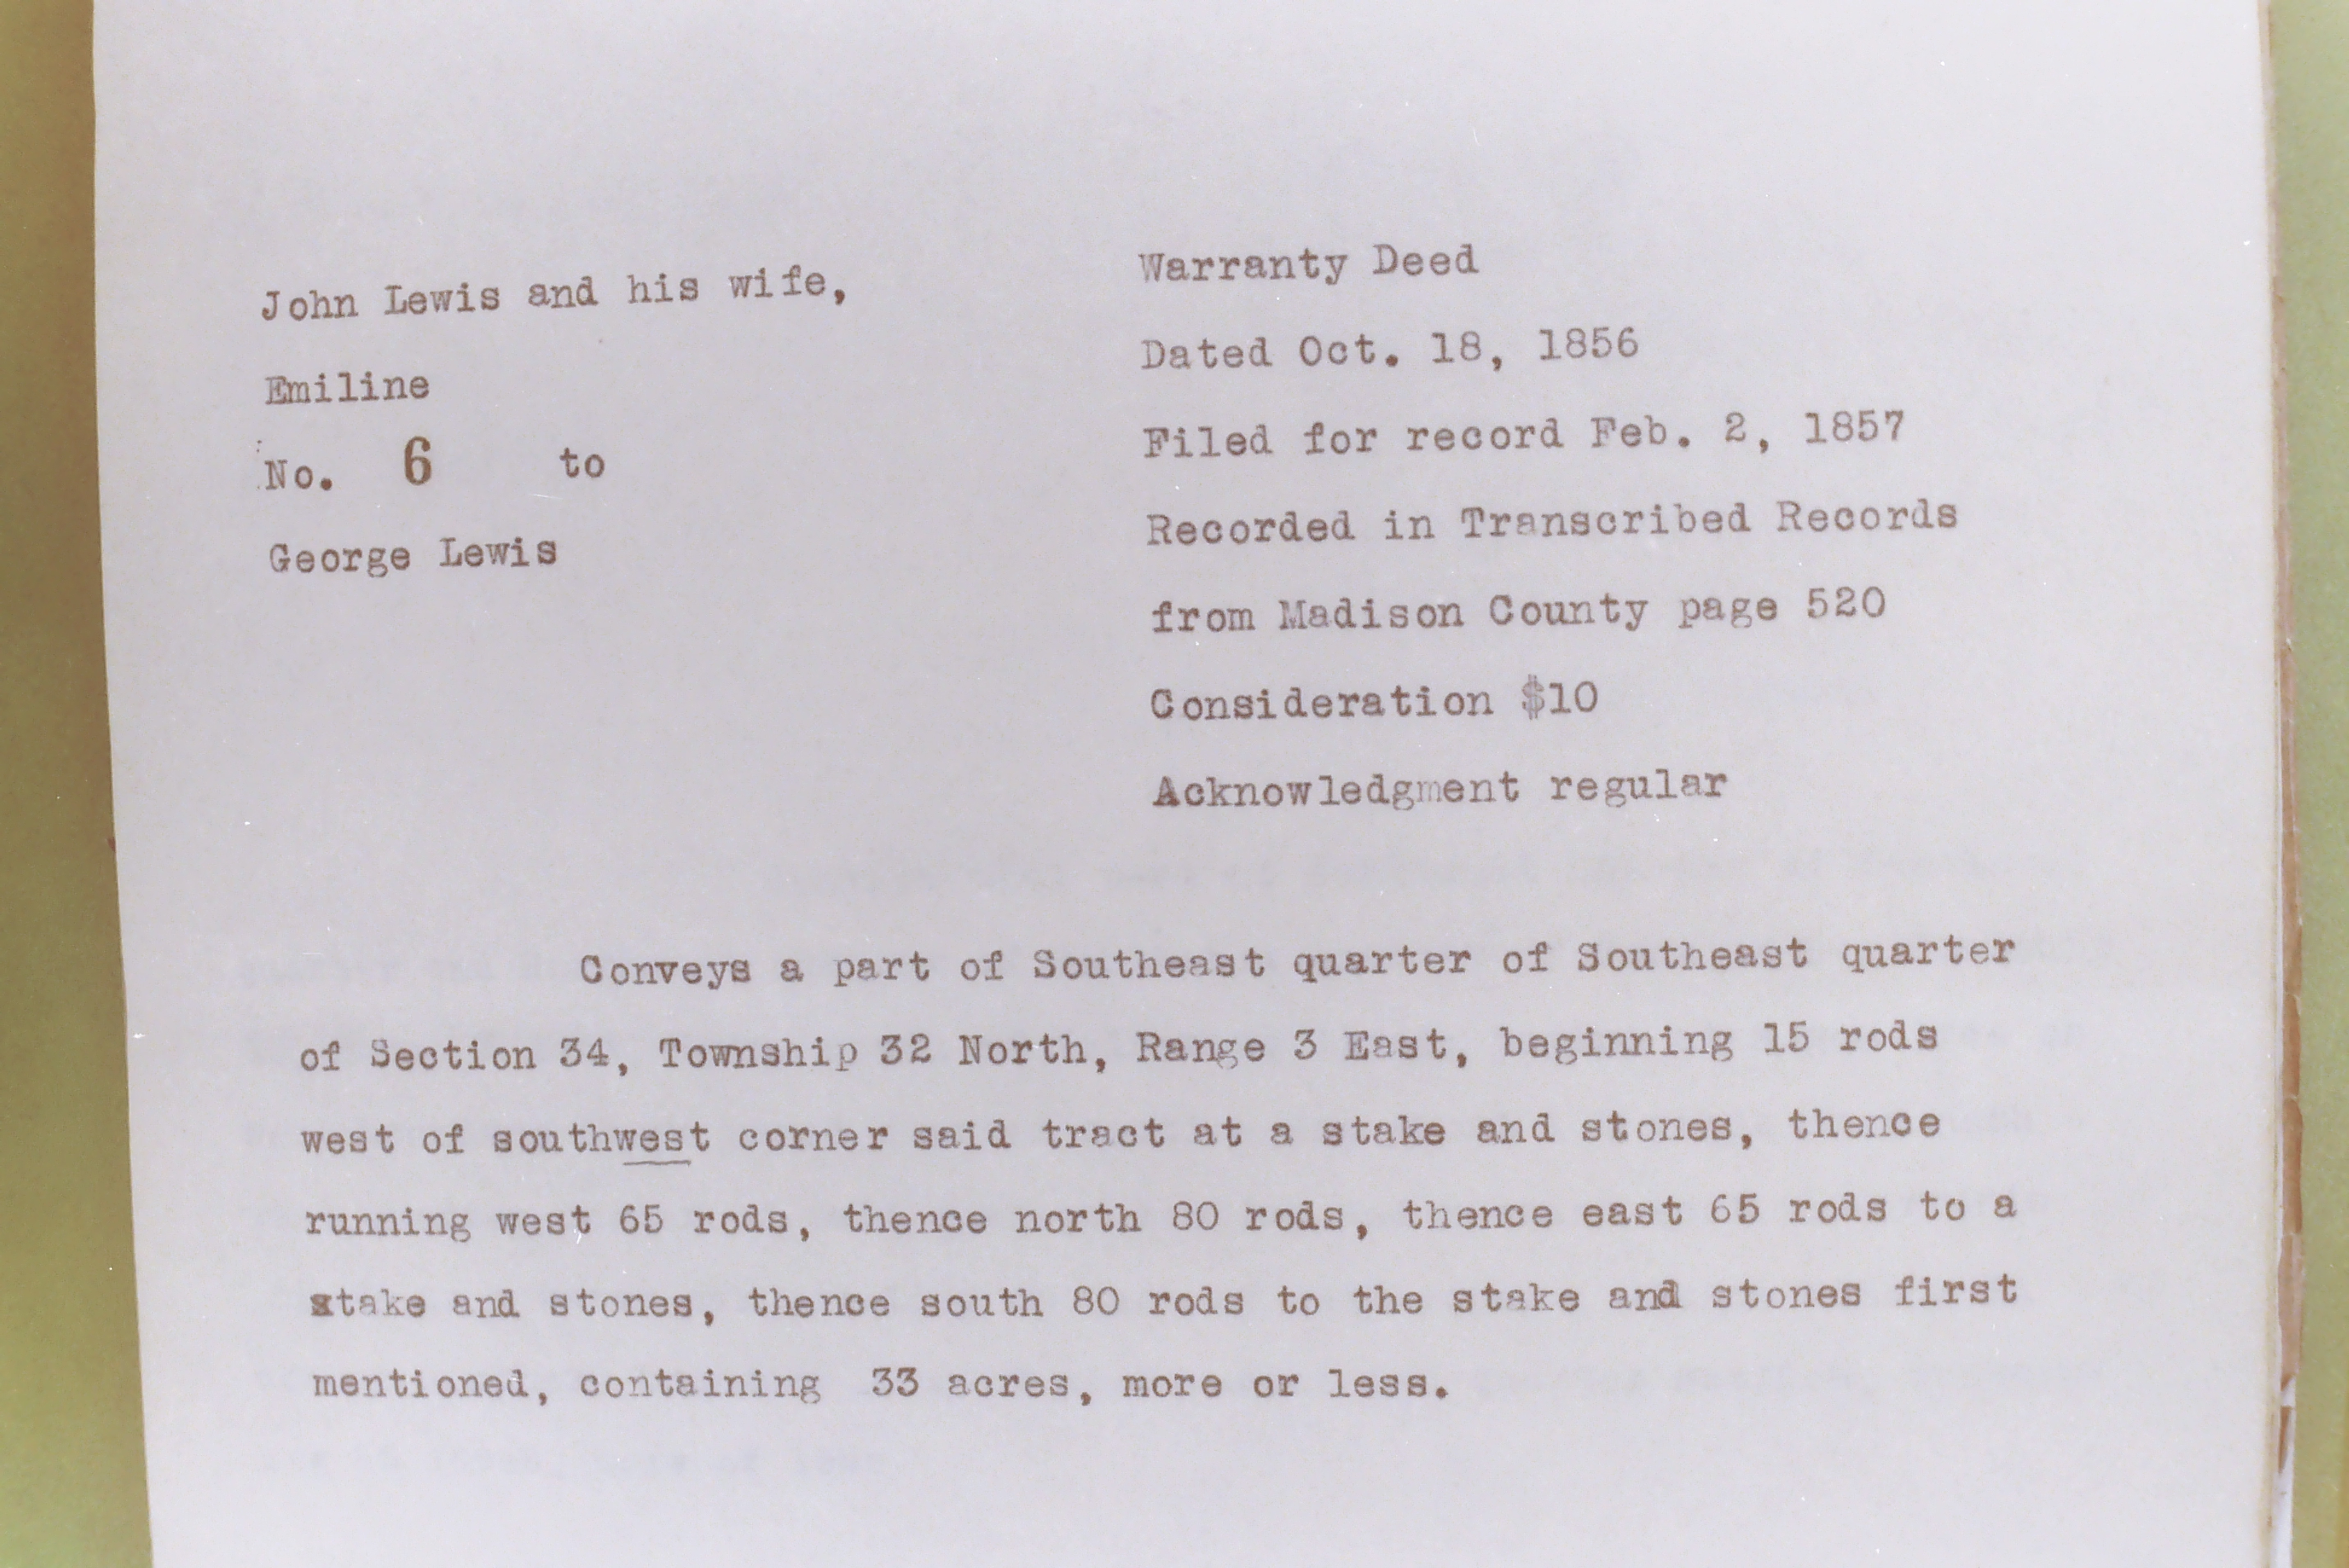 John Lewis and his wife,
Emiline
No. 6 to
George Lewis
Warranty Deed
Dated Oct. 18, 1856
Filed for record Feb. 2, 1857
Recorded in Transcribed Records
from Madison County page 520
Consideration $10
Acknowledgment regular
Conveys a part of Southeast quarter of Southeast quarter
of Section 34, Township 32 North, Range 3 East, beginning 15 rods
west of southwest corner said tract at a stake and stones, thence
running west 65 rods, thence north 80 rods, thence east 65 rods to a
stake and stones, thence south 80 rods to the stake and stones first
mentioned, containing 33 acres, more or less.